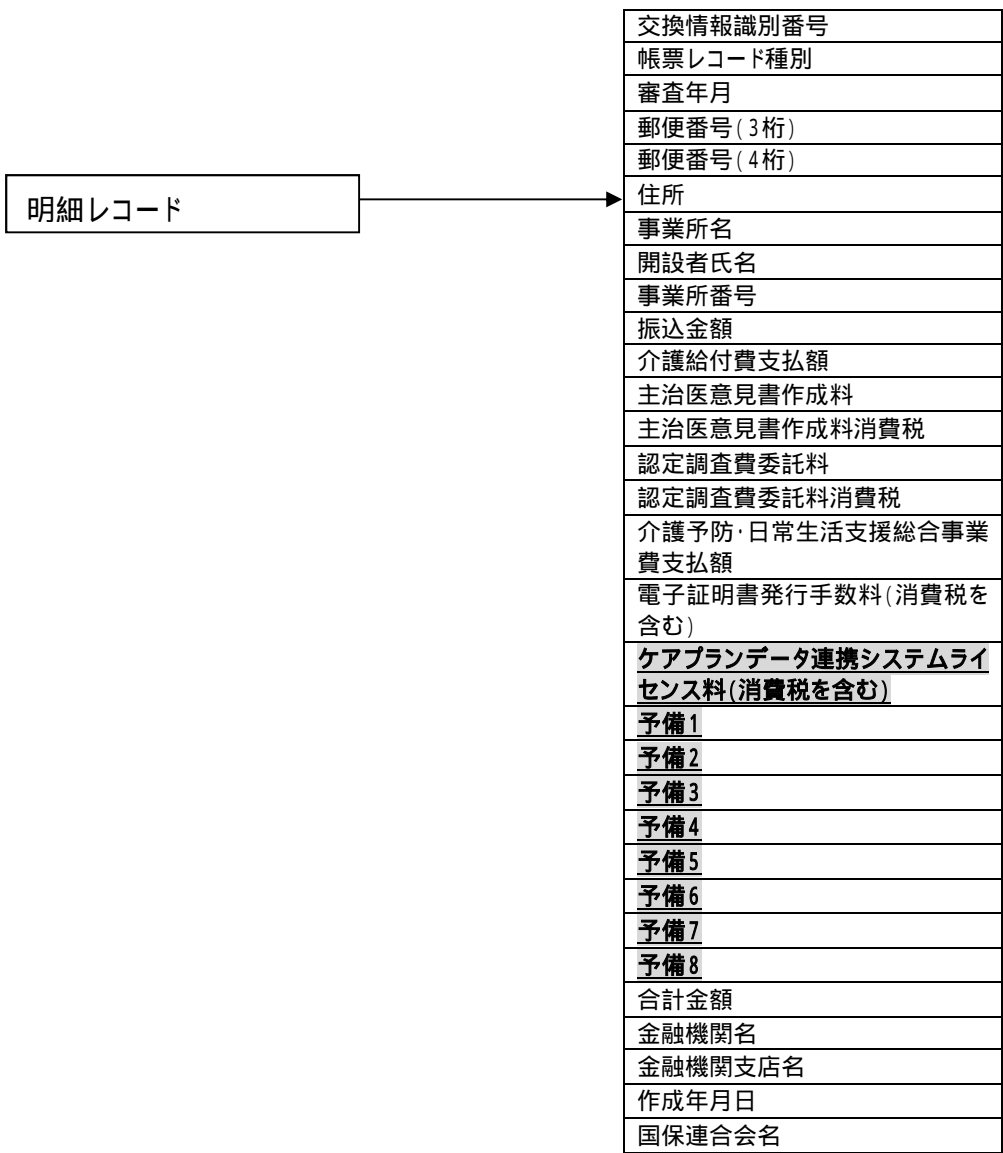 明細レコード
交換情報識別番号
帳票レコード種別
審査年月
郵便番号(3桁)
郵便番号(4桁)
住所
事業所名
開設者氏名
事業所番号
振込金額
介護給付費支払額
主治医意見書作成料
主治医意見書作成料消費税
認定調査費委託料
認定調査費委託料消費税
介護予防・日常生活支援総合事業
費支払額
電子証明書発行手数料(消費税を
含む)
ケアプランデータ連携システムライ
センス料(消費税を含む)
予備1
予備2
予備3
予備4
予備5
予備6
予備7
予備8
合計金額
金融機関名
金融機関支店名
作成年月日
国保連合会名